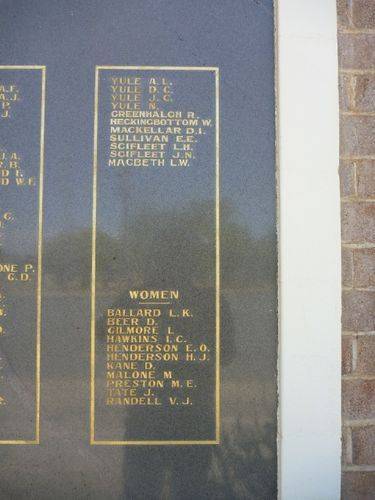 A.F.
A.J.
P.
J.
J.A.
R.B.
D E.
D W.F.
G.
ONE P.
G.D.
YULE A.L.
YULE D.C.
YULE J.C.
YULE N.
GREENHALGH R.
HECKINGBOTTOM W.
MACKELLAR D.I.
SULLIVAN E.E.
SCIFLEET L.H.
SCIFLEET J.N.
MACBETH L.W.
WOMEN
BALLARD L.K.
BEER D.
GILMORE L
HAWKINS I.C.
HENDERSON E.O.
HENDERSON H.J.
KANE D.
MALONE M
PRESTON M.E.
TATE J.
RANDELL V.J.